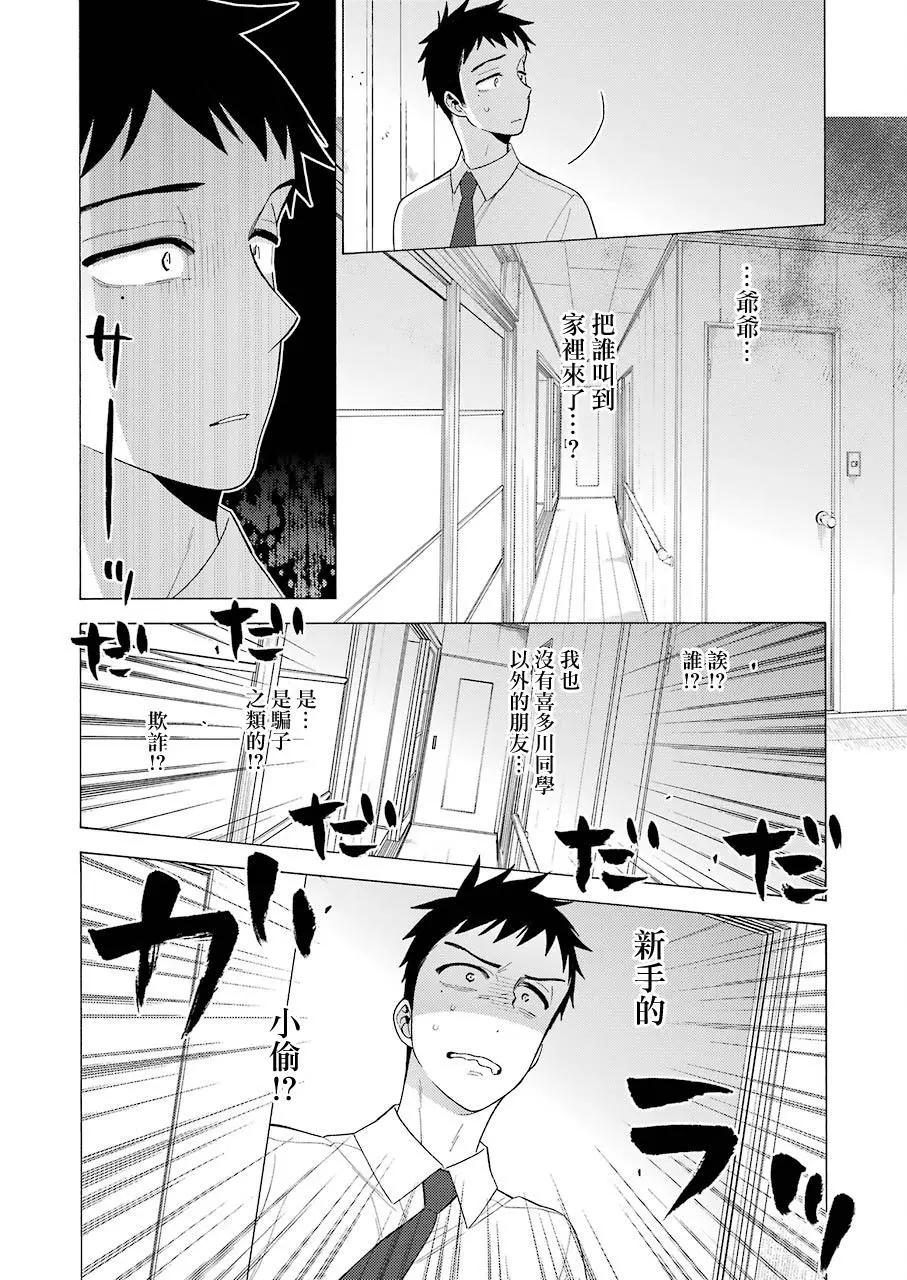 …爺爺…
把誰叫到
家裡來了…？
サーッ
誒!?
誰!?
我也
沒有喜多川同學
以外的朋友…
是…
是騙子
之類的!?
欺詐!?
だだ
だだ
だだ
新手的
小偷!?
ガラッ